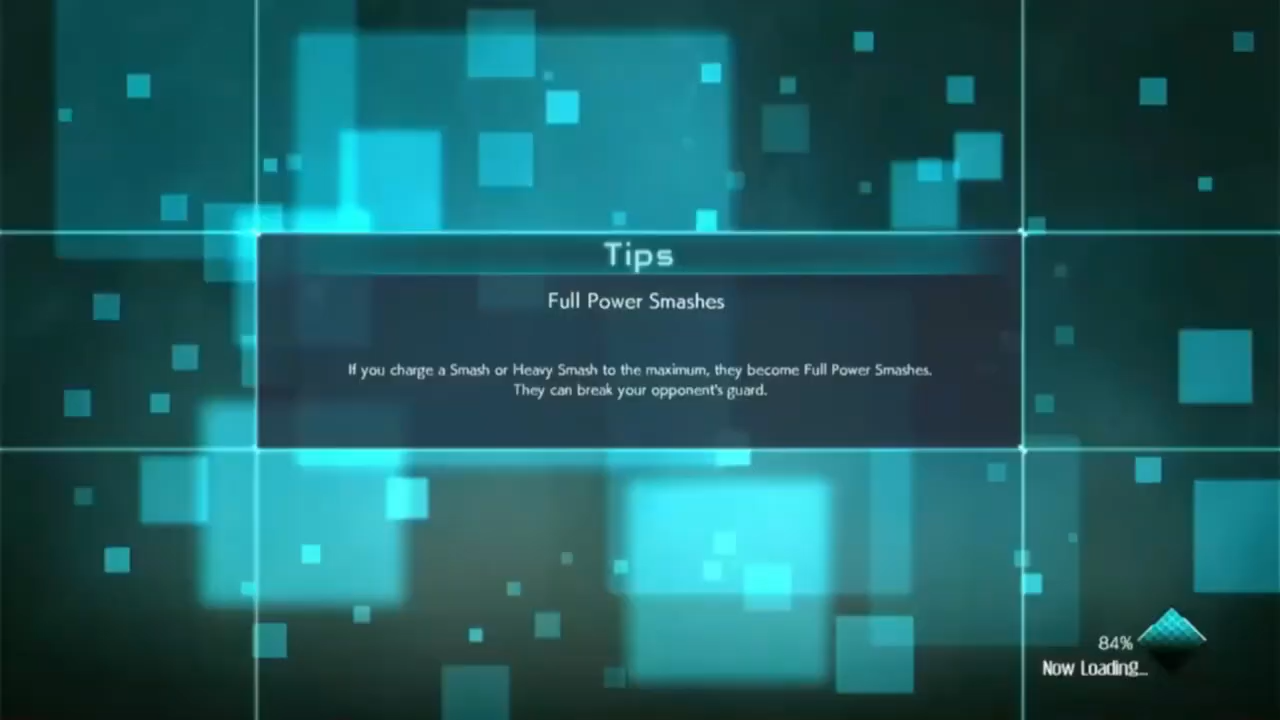 Tips
Full Power Smashes
If you charge a Smash or Heavy Smash to the maximum, they become Full Power Smashes.
They can break your opponent's guard.
84%
Now Loading...